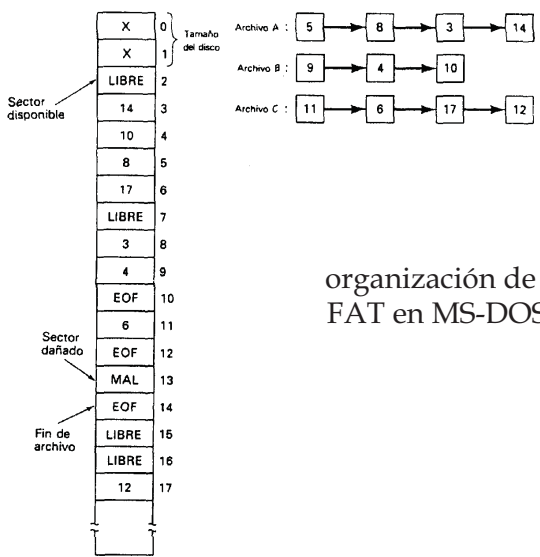 X 0
X 1
Tamaño
del disco
LIBRE 2
Sector
disponible
14 3
10 4
8 5
17 6
LIBRE 7
3 8
4 9
EOF 10
6 11
EOF 12
Sector
dañado
MAL 13
EOF 14
Fin de
archivo
LIBRE 15
LIBRE 16
12 17
Archivo A : 5 8 3 14
Archivo B : 9 4 10
Archivo C : 11 6 17 12
organización de
FAT en MS-DOS